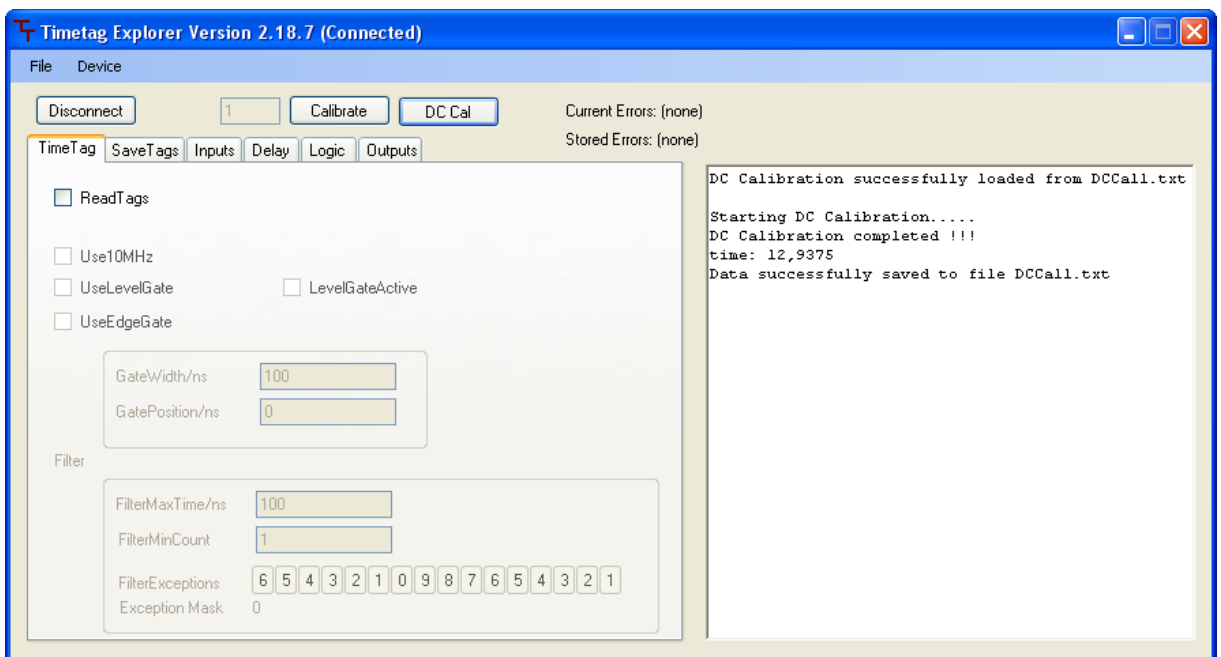 Timetag Explorer Version 2.18.7 (Connected)
File Device
Disconnect 1 Calibrate DC Cal Current Errors: (none)
Stored Errors: (none)
TimeTag SaveTags Inputs Delay Logic Outputs
ReadTags
Use10MHz
UseLevelGate LevelGateActive
UseEdgeGate
GateWidth/ns 100
GatePosition/ns 0
Filter
FilterMaxTime/ns 100
FilterMinCount 1
FilterExceptions 6 5 4 3 2 1 0 9 8 7 6 5 4 3 2 1
Exception Mask 0
DC Calibration successfully loaded from DCCall.txt
Starting DC Calibration.....
DC Calibration completed !!!
time: 12,9375
Data successfully saved to file DCCall.txt